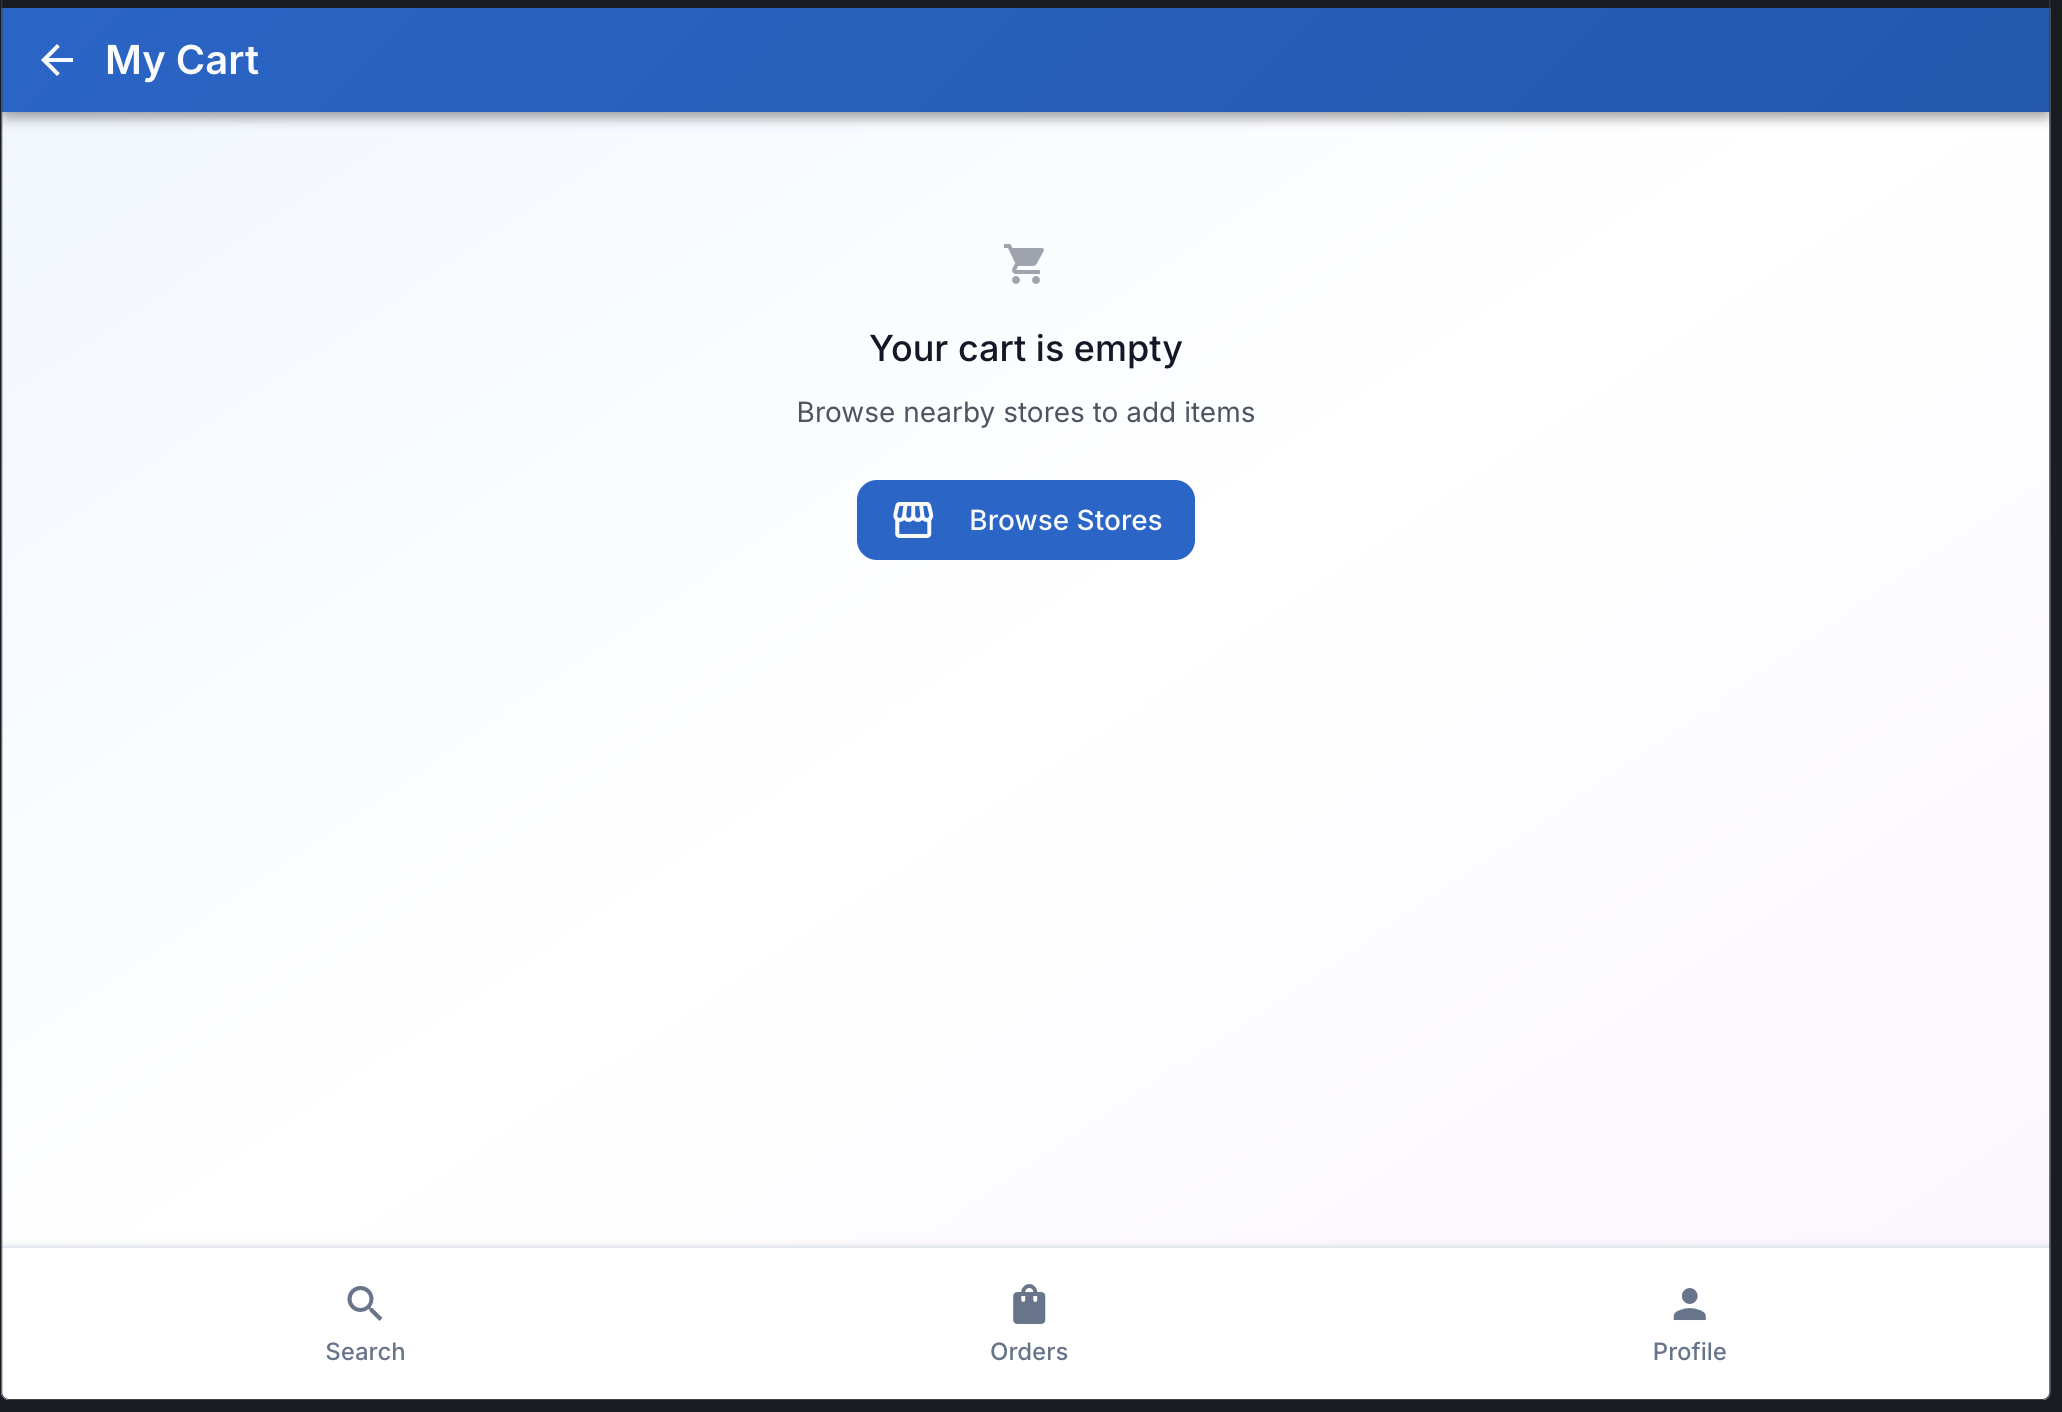 My Cart
Your cart is empty
Browse nearby stores to add items
Browse Stores
Search
Orders
Profile